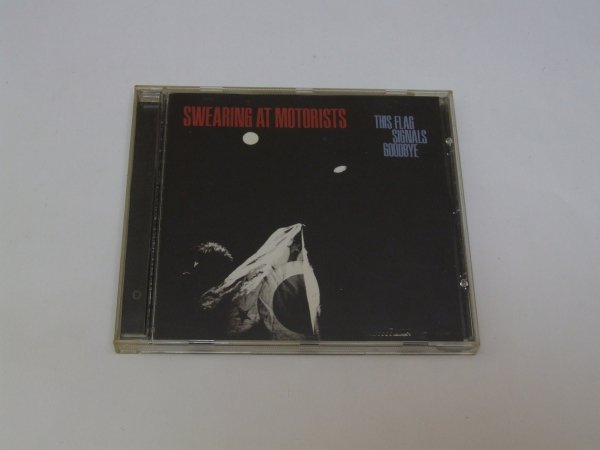 SWEARING AT MOTORISTS
THIS FLAG
SIGNALS
GOODBYE